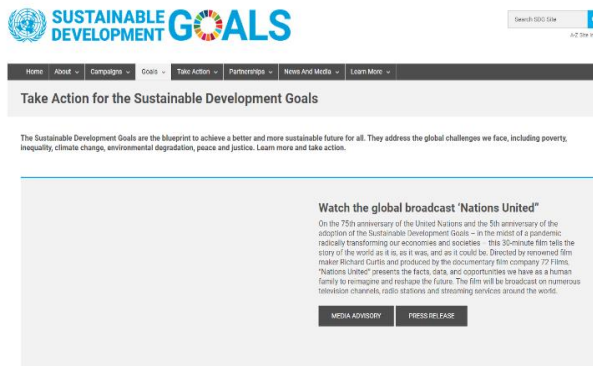 SUSTAINABLE
DEVELOPMENT GOALS
Search SDG Site
A-Z Site
Home About Campaigns Goals Take Action Partnerships News And Media Learn More
Take Action for the Sustainable Development Goals
The Sustainable Development Goals are the blueprint to achieve a better and more sustainable future for all. They address the global challenges we face, including poverty,
inequality, climate change, environmental degradation, peace and justice. Learn more and take action.
Watch the global broadcast ‘Nations United”
On the 75th anniversary of the United Nations and the 5th anniversary of the
adoption of the Sustainable Development Goals – in the midst of a pandemic
radically transforming our economies and societies – this 30-minute film tells the
story of the world as it is, as it was, and as it could be. Directed by renowned film
maker Richard Curtis and produced by the documentary film company 72 Films,
“Nations United” presents the facts, data, and opportunities we have as a human
family to reimagine and reshape the future. The film will be broadcast on numerous
television channels, radio stations and streaming services around the world.
MEDIA ADVISORY PRESS RELEASE